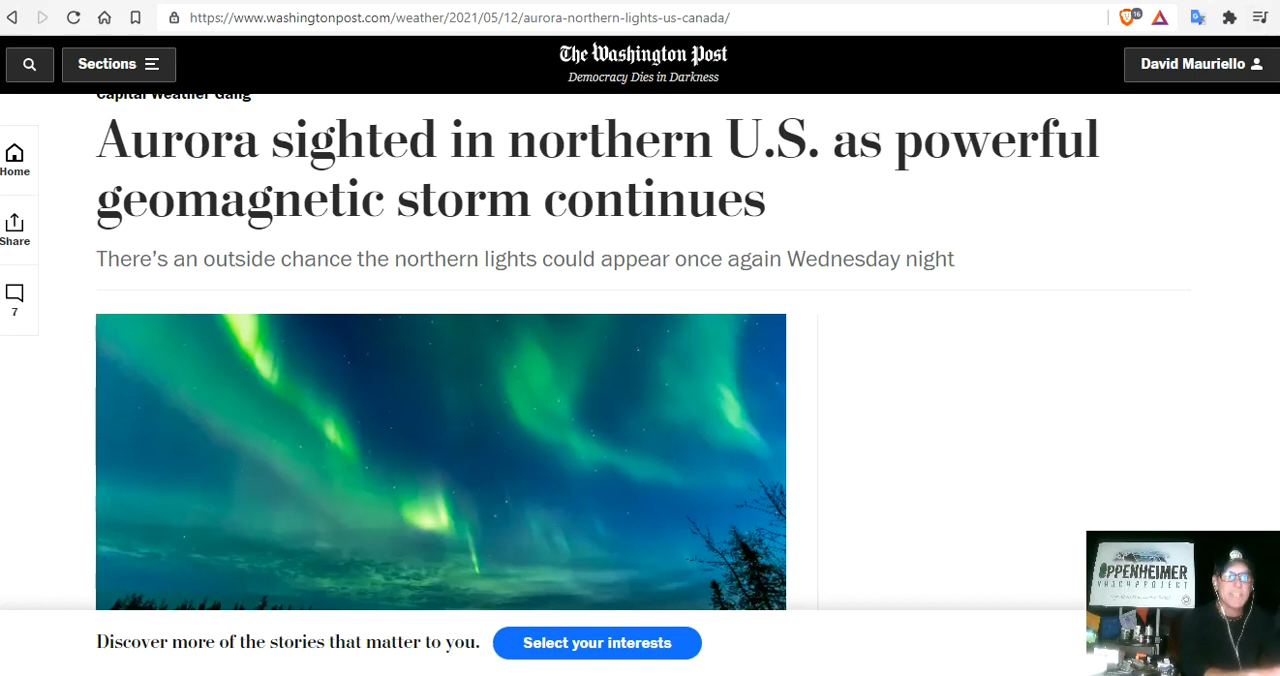 https://www.washingtonpost.com/weather/2021/05/12/aurora-northern-lights-us-canada/
16
Sections
The Washington Post
Democracy Dies in Darkness
David Mauriello
Capital Weather Gang
Aurora sighted in northern U.S. as powerful
geomagnetic storm continues
There’s an outside chance the northern lights could appear once again Wednesday night
Home
Share
7
OPPENHEIMER
Discover more of the stories that matter to you.
Select your interests